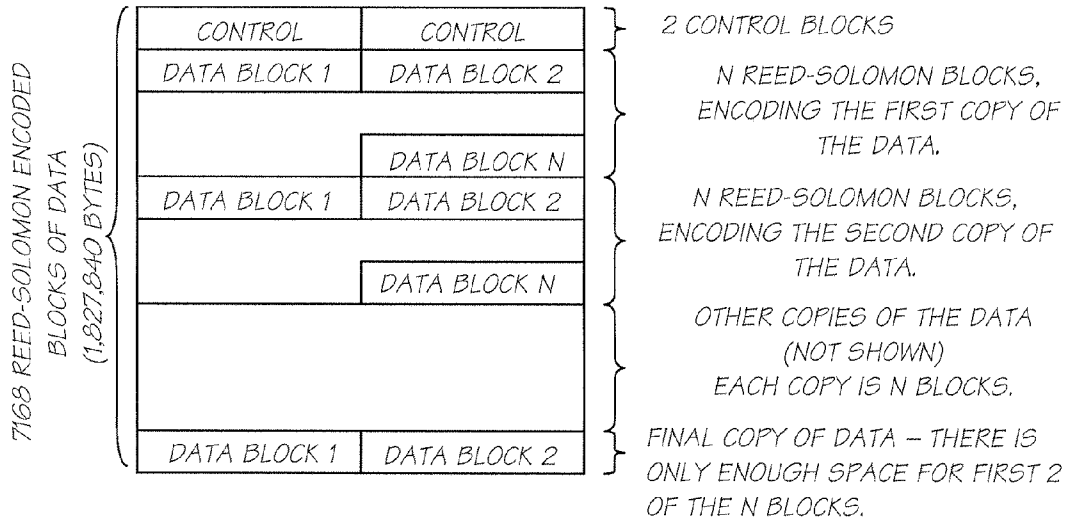 7168 REED-SOLOMON ENCODED
BLOCKS OF DATA
(1,827,840 BYTES)
CONTROL CONTROL
2 CONTROL BLOCKS
DATA BLOCK 1 DATA BLOCK 2
DATA BLOCK N
N REED-SOLOMON BLOCKS,
ENCODING THE FIRST COPY OF
THE DATA.
DATA BLOCK 1 DATA BLOCK 2
DATA BLOCK N
N REED-SOLOMON BLOCKS,
ENCODING THE SECOND COPY OF
THE DATA.
OTHER COPIES OF THE DATA
(NOT SHOWN)
EACH COPY IS N BLOCKS.
DATA BLOCK 1 DATA BLOCK 2
FINAL COPY OF DATA – THERE IS
ONLY ENOUGH SPACE FOR FIRST 2
OF THE N BLOCKS.